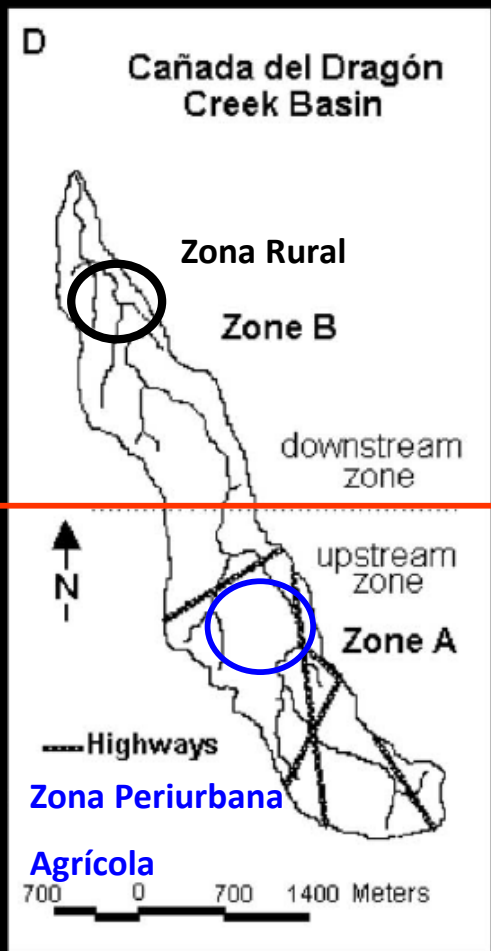 D
Cañada del Dragón
Creek Basin
Zona Rural
Zone B
downstream
zone
upstream
zone
N
Zone A
Highways
Zona Periurbana
Agrícola
700 0 700 1400 Meters